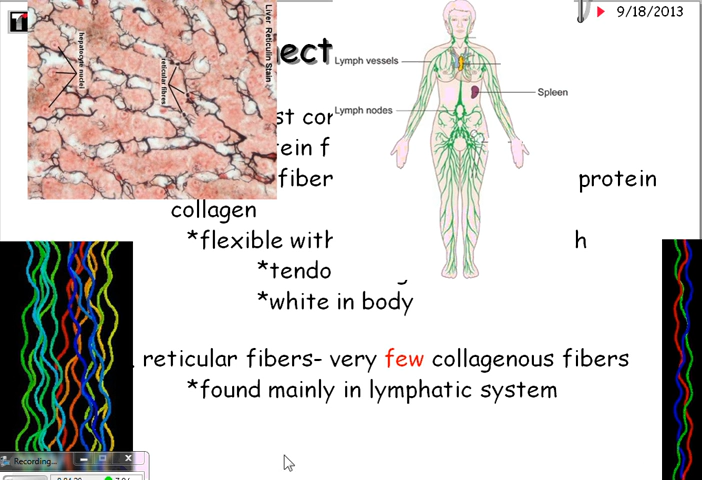 9/18/2013
Liver Reticulin Stain
hepatocyte nuclei
reticular fibres
ect
Lymph vessels
Spleen
Lymph nodes
st con
tein f
fiber protein
collagen
*flexible with h
*tendo
*white in body
. reticular fibers- very few collagenous fibers
*found mainly in lymphatic system
Recording...